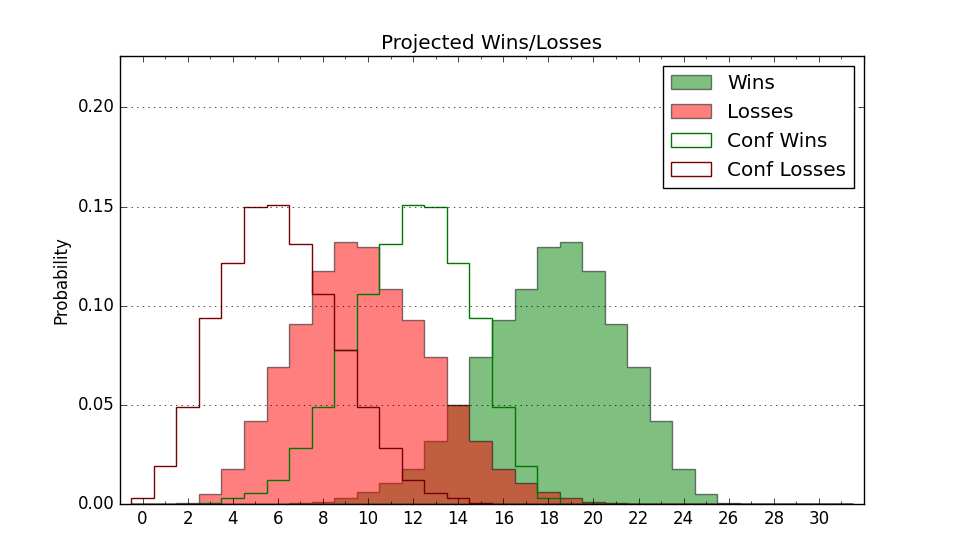 Projected Wins/Losses
Wins
Losses
Conf Wins
Conf Losses
Probability
0.20
0.15
0.10
0.05
0.00
0 2 4 6 8 10 12 14 16 18 20 22 24 26 28 30